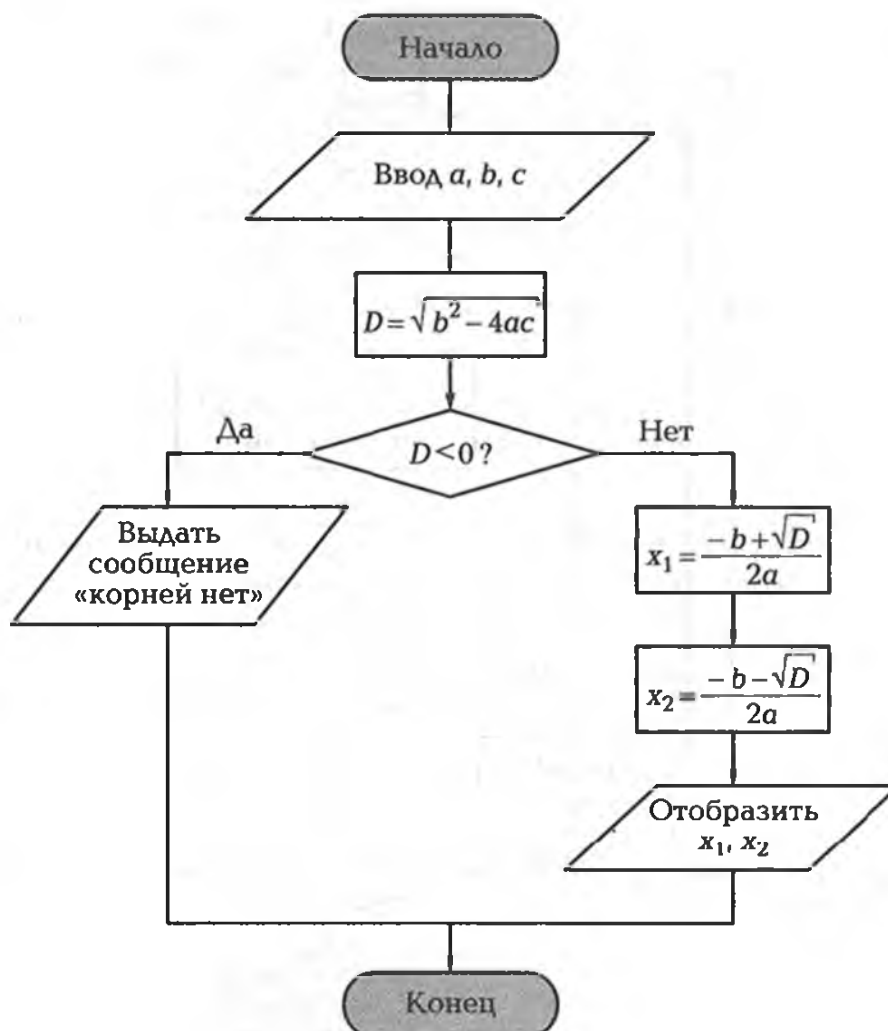 Начало
Ввод a, b, c
D=√b² − 4ac
Да
D<0?
Нет
Выдать
сообщение
«корней нет»
x₁ = (−b+√D)/2a
x₂ = (−b−√D)/2a
Отобразить
x₁, x₂
Конец